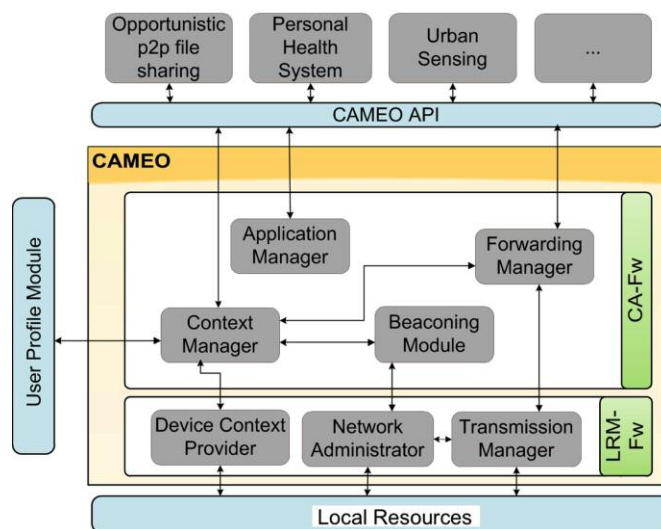 Opportunistic
p2p file
sharing
Personal
Health
System
Urban
Sensing
...
CAMEO API
CAMEO
User Profile Module
Application
Manager
Forwarding
Manager
CA-Fw
Context
Manager
Beaconing
Module
Device Context
Provider
Network
Administrator
Transmission
Manager
LRM-
Fw
Local Resources